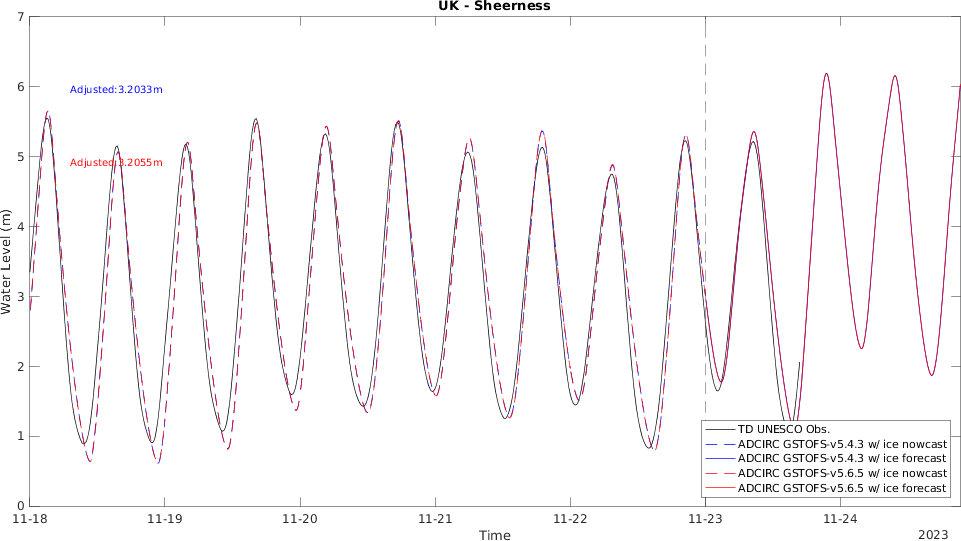 UK - Sheerness
7
6
5
4
3
2
1
0
Water Level (m)
Adjusted:3.2033m
Adjusted:3.2055m
TD UNESCO Obs.
ADCIRC GSTOFS-v5.4.3 w/ ice nowcast
ADCIRC GSTOFS-v5.4.3 w/ ice forecast
ADCIRC GSTOFS-v5.6.5 w/ ice nowcast
ADCIRC GSTOFS-v5.6.5 w/ ice forecast
11-18 11-19 11-20 11-21 11-22 11-23 11-24
Time
2023